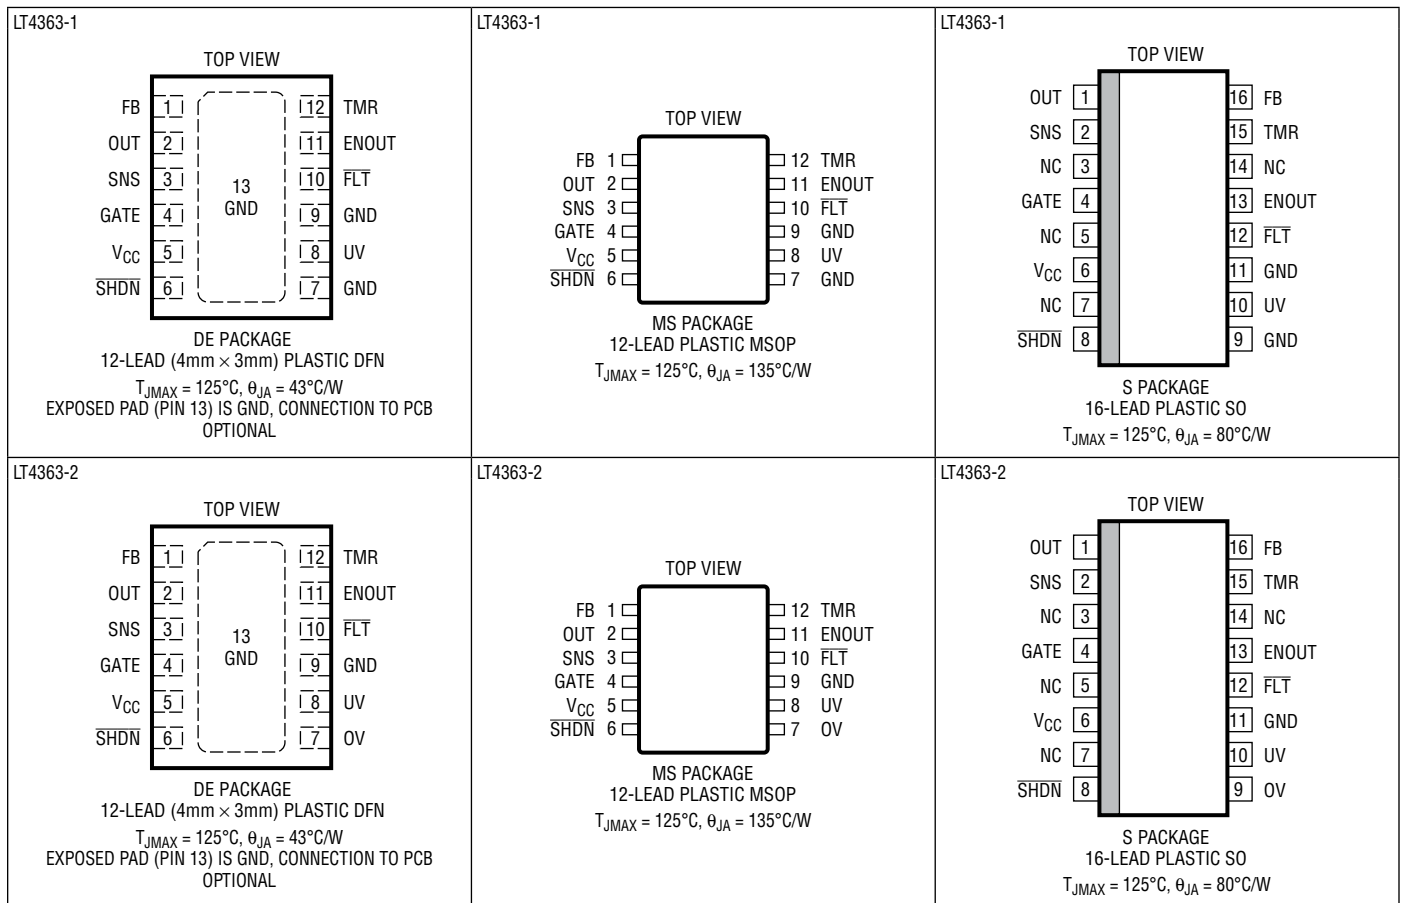 LT4363-1
TOP VIEW
FB 1 12 TMR
OUT 2 11 ENOUT
SNS 3 10 FLT
13
GND
GATE 4 9 GND
VCC 5 8 UV
SHDN 6 7 GND
DE PACKAGE
12-LEAD (4mm × 3mm) PLASTIC DFN
TJMAX = 125°C, θJA = 43°C/W
EXPOSED PAD (PIN 13) IS GND, CONNECTION TO PCB
OPTIONAL
LT4363-1
TOP VIEW
FB 1 12 TMR
OUT 2 11 ENOUT
SNS 3 10 FLT
GATE 4 9 GND
VCC 5 8 UV
SHDN 6 7 GND
MS PACKAGE
12-LEAD PLASTIC MSOP
TJMAX = 125°C, θJA = 135°C/W
LT4363-1
TOP VIEW
OUT 1 16 FB
SNS 2 15 TMR
NC 3 14 NC
GATE 4 13 ENOUT
NC 5 12 FLT
VCC 6 11 GND
NC 7 10 UV
SHDN 8 9 GND
S PACKAGE
16-LEAD PLASTIC SO
TJMAX = 125°C, θJA = 80°C/W
LT4363-2
TOP VIEW
FB 1 12 TMR
OUT 2 11 ENOUT
SNS 3 10 FLT
13
GND
GATE 4 9 GND
VCC 5 8 UV
SHDN 6 7 OV
DE PACKAGE
12-LEAD (4mm × 3mm) PLASTIC DFN
TJMAX = 125°C, θJA = 43°C/W
EXPOSED PAD (PIN 13) IS GND, CONNECTION TO PCB
OPTIONAL
LT4363-2
TOP VIEW
FB 1 12 TMR
OUT 2 11 ENOUT
SNS 3 10 FLT
GATE 4 9 GND
VCC 5 8 UV
SHDN 6 7 OV
MS PACKAGE
12-LEAD PLASTIC MSOP
TJMAX = 125°C, θJA = 135°C/W
LT4363-2
TOP VIEW
OUT 1 16 FB
SNS 2 15 TMR
NC 3 14 NC
GATE 4 13 ENOUT
NC 5 12 FLT
VCC 6 11 GND
NC 7 10 UV
SHDN 8 9 OV
S PACKAGE
16-LEAD PLASTIC SO
TJMAX = 125°C, θJA = 80°C/W